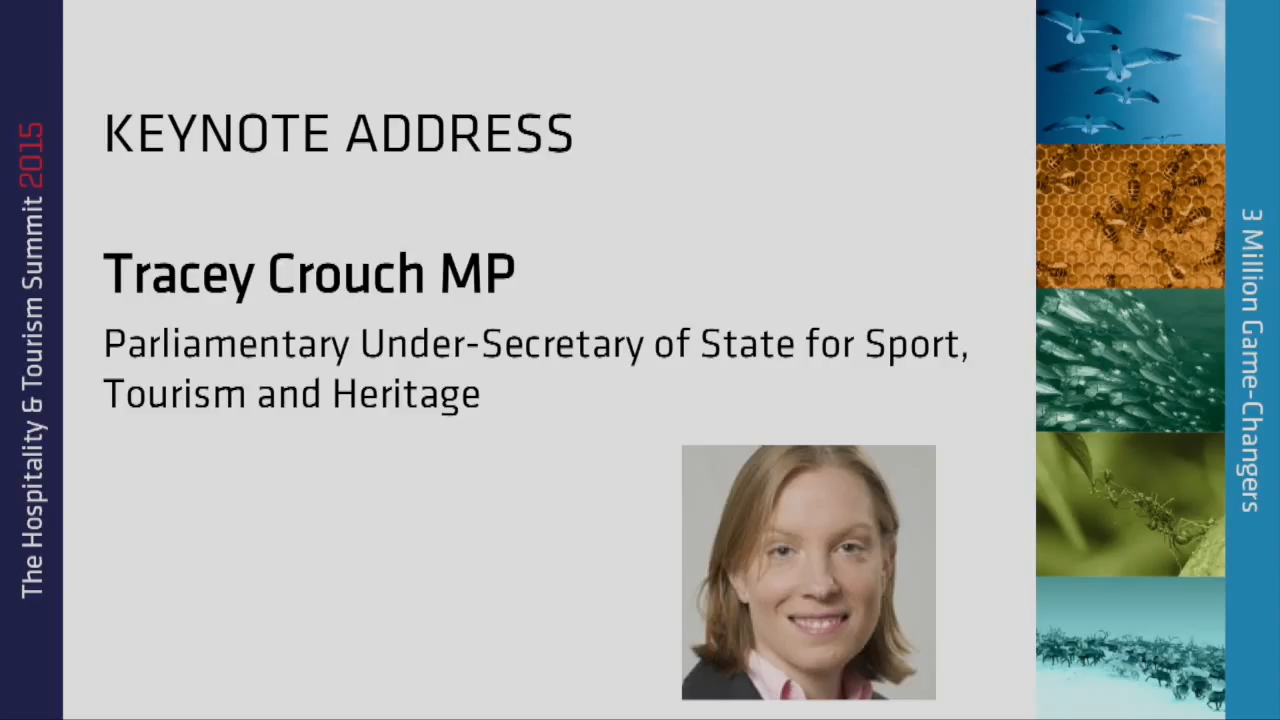 The Hospitality & Tourism Summit 2015
KEYNOTE ADDRESS
Tracey Crouch MP
Parliamentary Under-Secretary of State for Sport,
Tourism and Heritage
3 Million Game-Changers